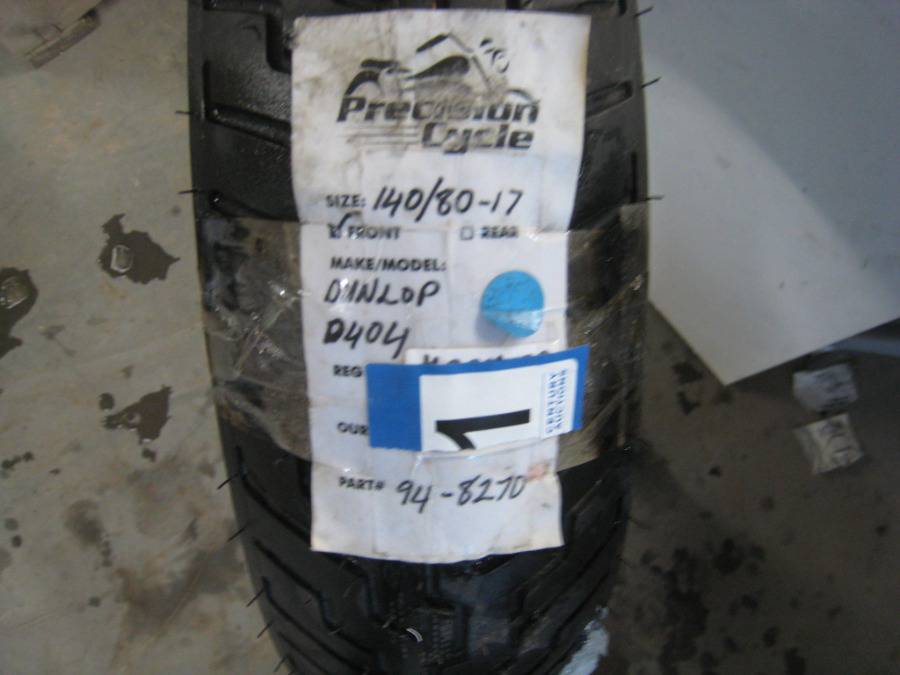 Precision
Cycle
SIZE: 140/80-17
FRONT REAR
MAKE/MODEL:
DUNLOP
D404
REG
1
CENTURY
AUCTIONS
OUR
PART# 94-8270